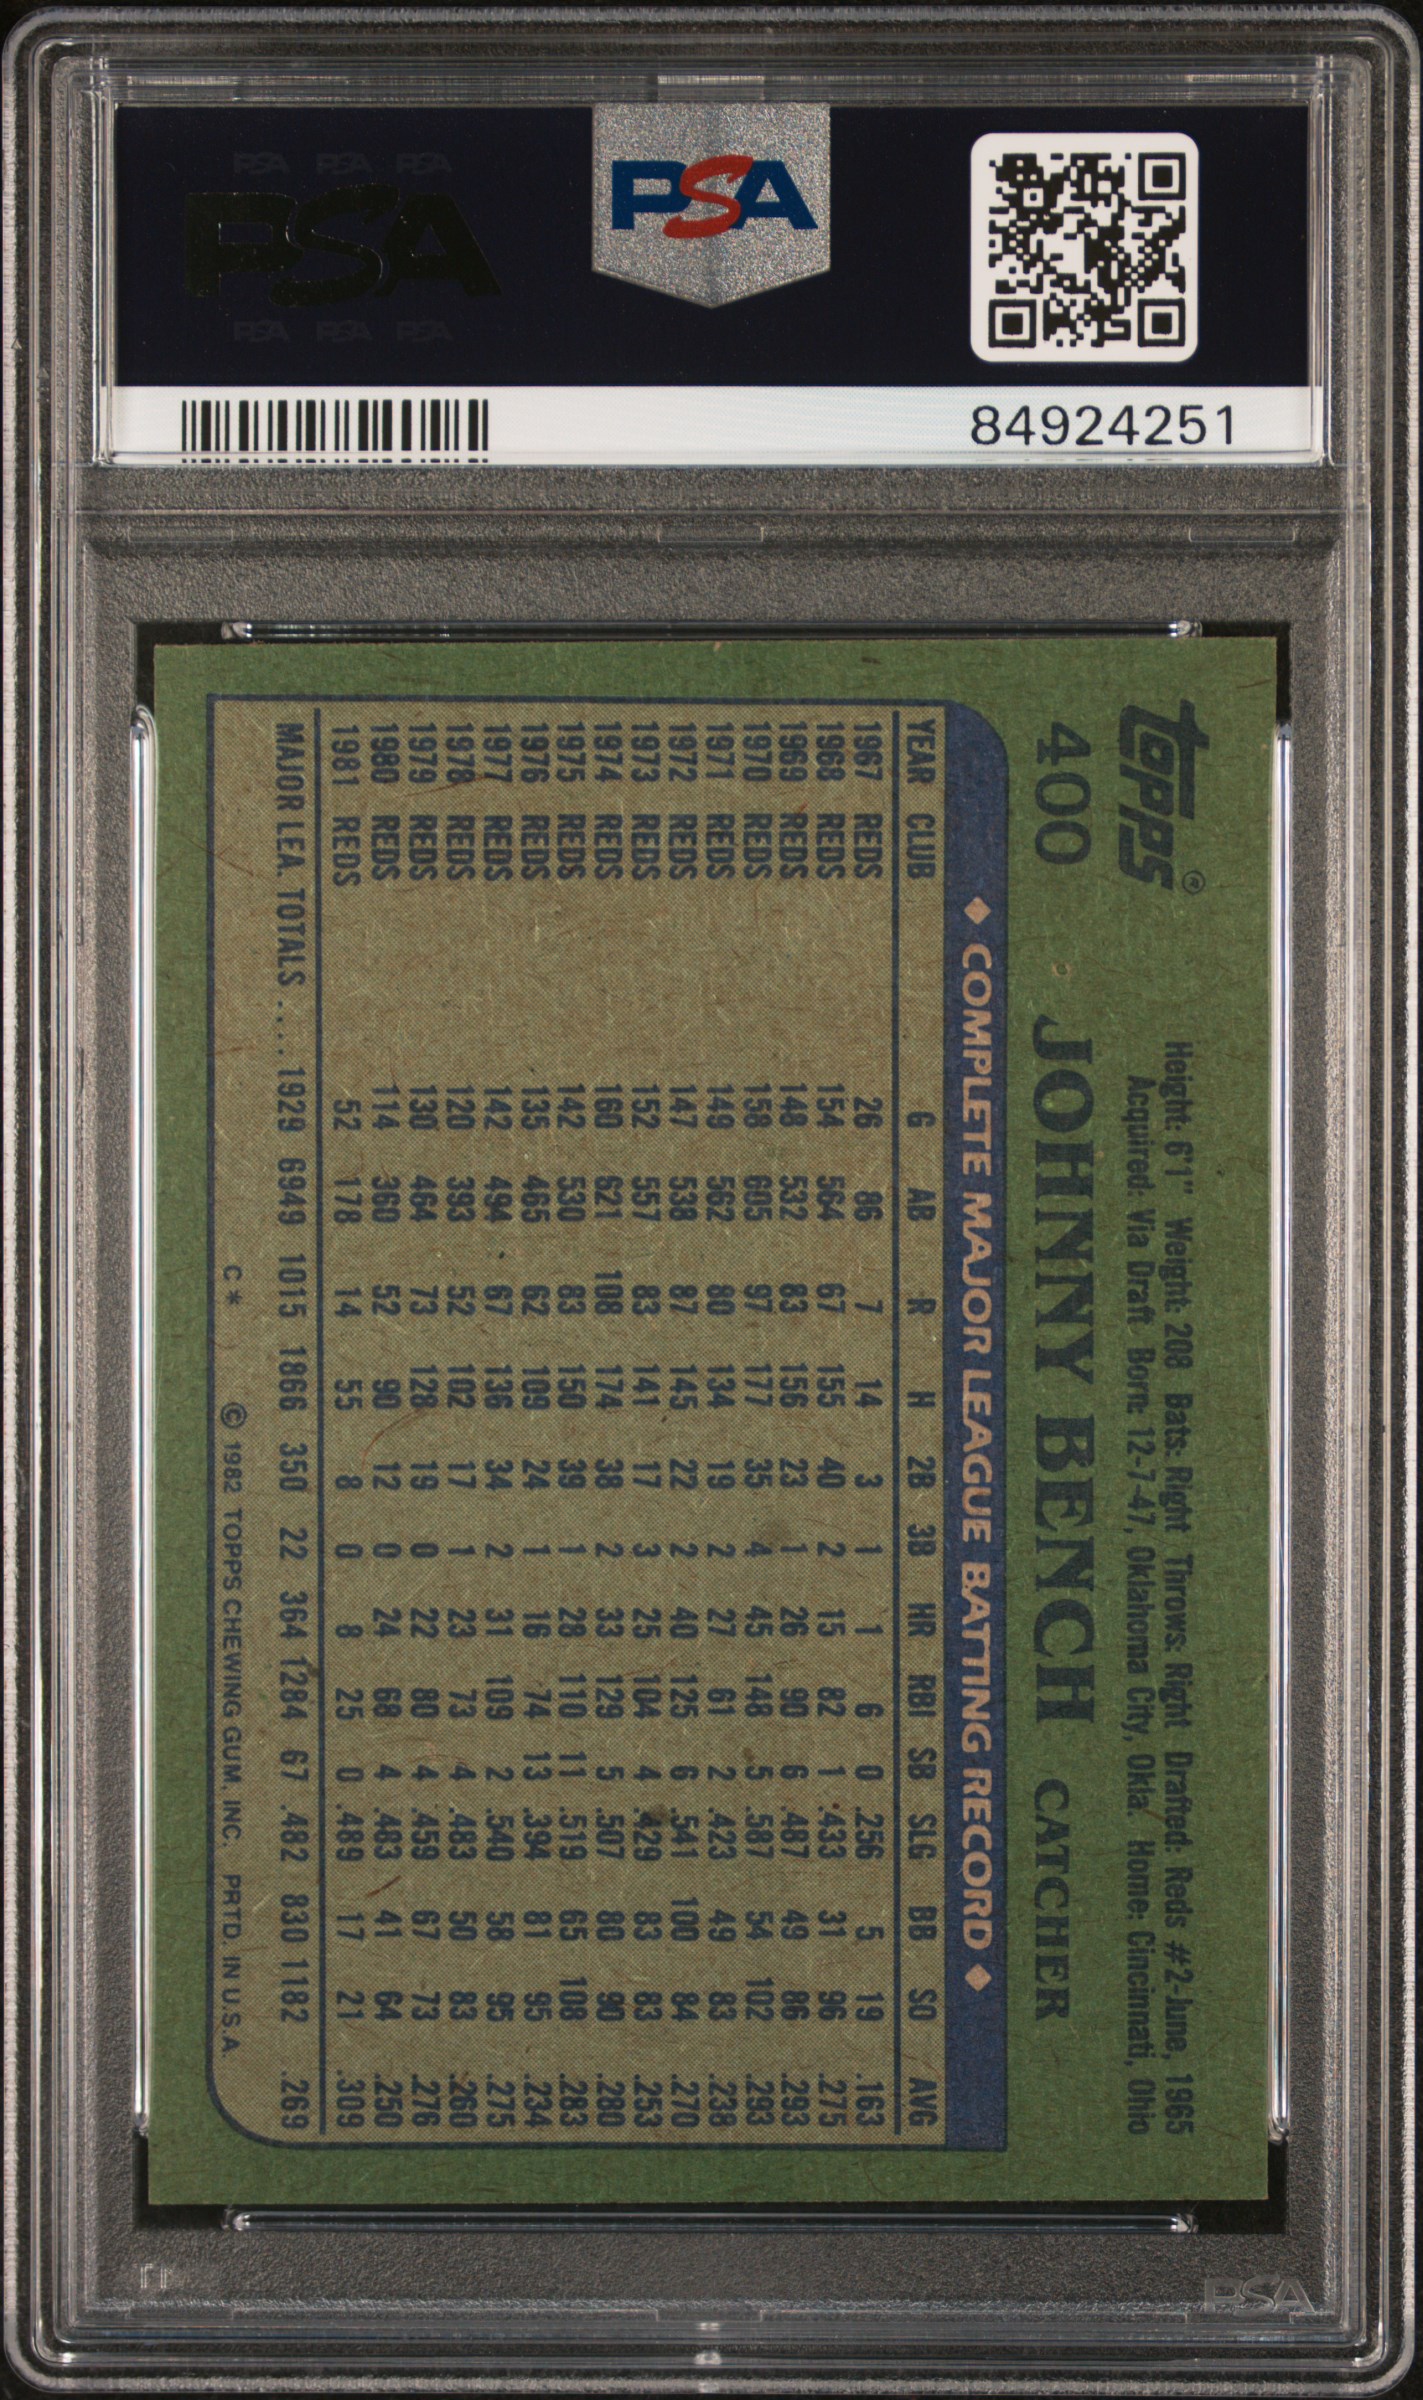 PSA PSA PSA
PSA
PSA PSA PSA
PSA
84924251
Topps®
400 JOHNNY BENCH CATCHER
Height: 6'1" Weight: 208 Bats: Right Throws: Right Drafted: Reds #2-June, 1965
Acquired: Via Draft Born: 12-7-47, Oklahoma City, Okla. Home: Cincinnati, Ohio
◆ COMPLETE MAJOR LEAGUE BATTING RECORD ◆
YEAR CLUB G AB R H 2B 3B HR RBI SB SLG BB SO AVG
1967 REDS 26 86 7 14 3 1 1 6 0 .256 5 19 .163
1968 REDS 154 564 67 155 40 2 15 82 1 .433 31 96 .275
1969 REDS 148 532 83 156 23 1 26 90 6 .487 49 86 .293
1970 REDS 158 605 97 177 35 4 45 148 5 .587 54 102 .293
1971 REDS 149 562 80 134 19 2 27 61 2 .423 49 83 .238
1972 REDS 147 538 87 145 22 2 40 125 6 .541 100 84 .270
1973 REDS 152 557 83 141 17 3 25 104 4 .429 83 83 .253
1974 REDS 160 621 108 174 38 2 33 129 5 .507 80 90 .280
1975 REDS 142 530 83 150 39 1 28 110 11 .519 65 108 .283
1976 REDS 135 465 62 109 24 1 16 74 13 .394 81 95 .234
1977 REDS 142 494 67 136 34 2 31 109 2 .540 58 95 .275
1978 REDS 120 393 52 102 17 1 23 73 4 .483 50 83 .260
1979 REDS 130 464 73 128 19 0 22 80 4 .459 67 73 .276
1980 REDS 114 360 52 90 12 0 24 68 4 .483 41 64 .250
1981 REDS 52 178 14 55 8 0 8 25 0 .489 17 21 .309
MAJOR LEA. TOTALS .... 1929 6949 1015 1866 350 22 364 1284 67 .482 830 1182 .269
C* © 1982 TOPPS CHEWING GUM, INC. PRTD. IN U.S.A.
PSA